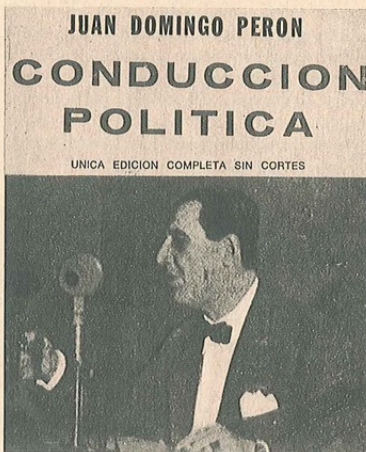 JUAN DOMINGO PERON
CONDUCCION
POLITICA
UNICA EDICION COMPLETA SIN CORTES